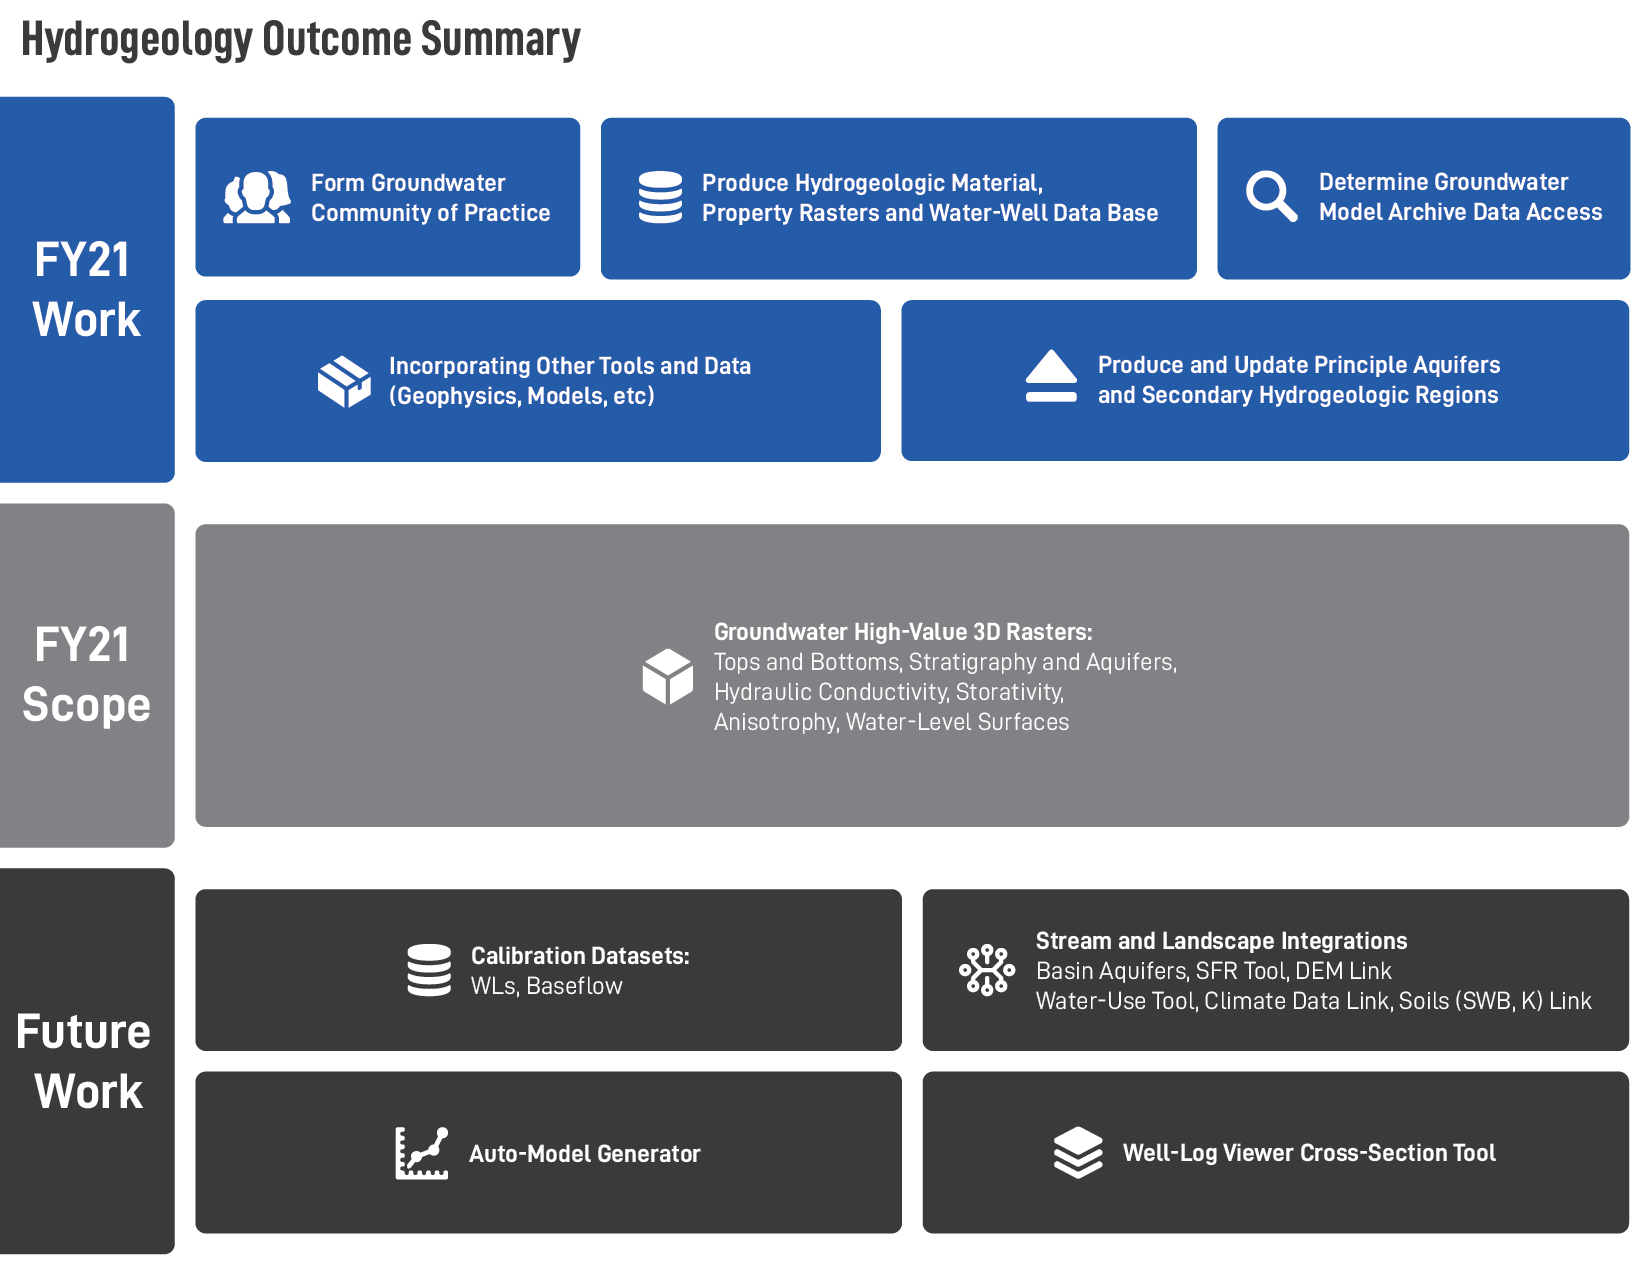 Hydrogeology Outcome Summary
FY21
Work
Form Groundwater
Community of Practice
Produce Hydrogeologic Material,
Property Rasters and Water-Well Data Base
Determine Groundwater
Model Archive Data Access
Incorporating Other Tools and Data
(Geophysics, Models, etc)
Produce and Update Principle Aquifers
and Secondary Hydrogeologic Regions
FY21
Scope
Groundwater High-Value 3D Rasters:
Tops and Bottoms, Stratigraphy and Aquifers,
Hydraulic Conductivity, Storativity,
Anisotrophy, Water-Level Surfaces
Future
Work
Calibration Datasets:
WLs, Baseflow
Stream and Landscape Integrations
Basin Aquifers, SFR Tool, DEM Link
Water-Use Tool, Climate Data Link, Soils (SWB, K) Link
Auto-Model Generator
Well-Log Viewer Cross-Section Tool